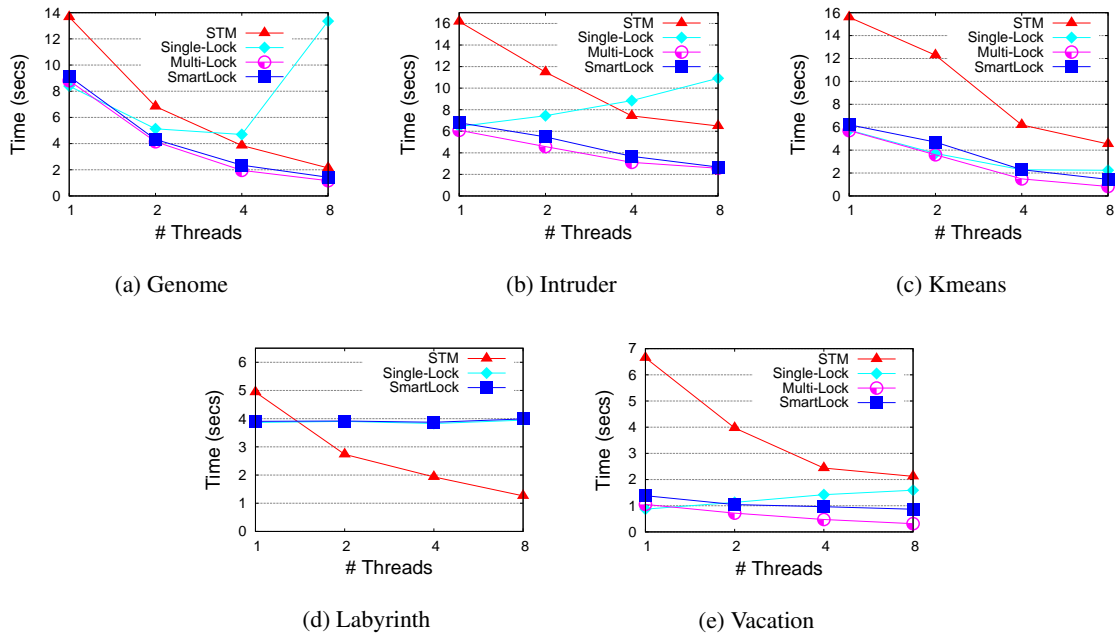 Time (secs)
14
12
10
8
6
4
2
0
STM
Single-Lock
Multi-Lock
SmartLock
1 2 4 8
# Threads
(a) Genome
Time (secs)
16
14
12
10
8
6
4
2
0
STM
Single-Lock
Multi-Lock
SmartLock
1 2 4 8
# Threads
(b) Intruder
Time (secs)
16
14
12
10
8
6
4
2
0
STM
Single-Lock
Multi-Lock
SmartLock
1 2 4 8
# Threads
(c) Kmeans
Time (secs)
6
5
4
3
2
1
0
STM
Single-Lock
SmartLock
1 2 4 8
# Threads
(d) Labyrinth
Time (secs)
7
6
5
4
3
2
1
0
STM
Single-Lock
Multi-Lock
SmartLock
1 2 4 8
# Threads
(e) Vacation